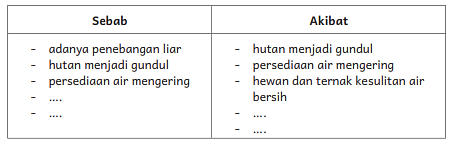 Sebab
- adanya penebangan liar
- hutan menjadi gundul
- persediaan air mengering
- ....
- ....
Akibat
- hutan menjadi gundul
- persediaan air mengering
- hewan dan ternak kesulitan air
bersih
- ....
- ....